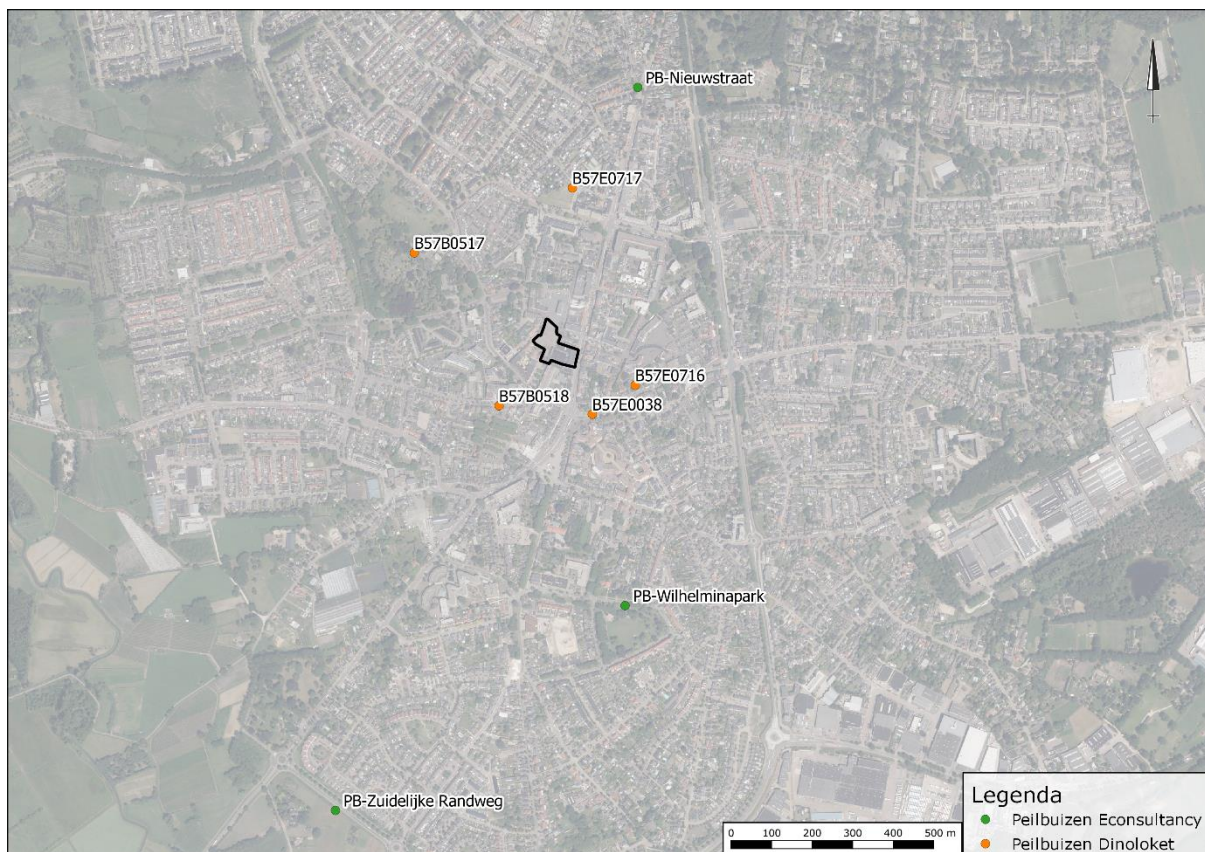 PB-Nieuwstraat
B57E0717
B57B0517
B57E0716
B57B0518
B57E0038
PB-Wilhelminapark
PB-Zuidelijke Randweg
Legenda
Peilbuizen Econsultancy
Peilbuizen Dinoloket
0 100 200 300 400 500 m